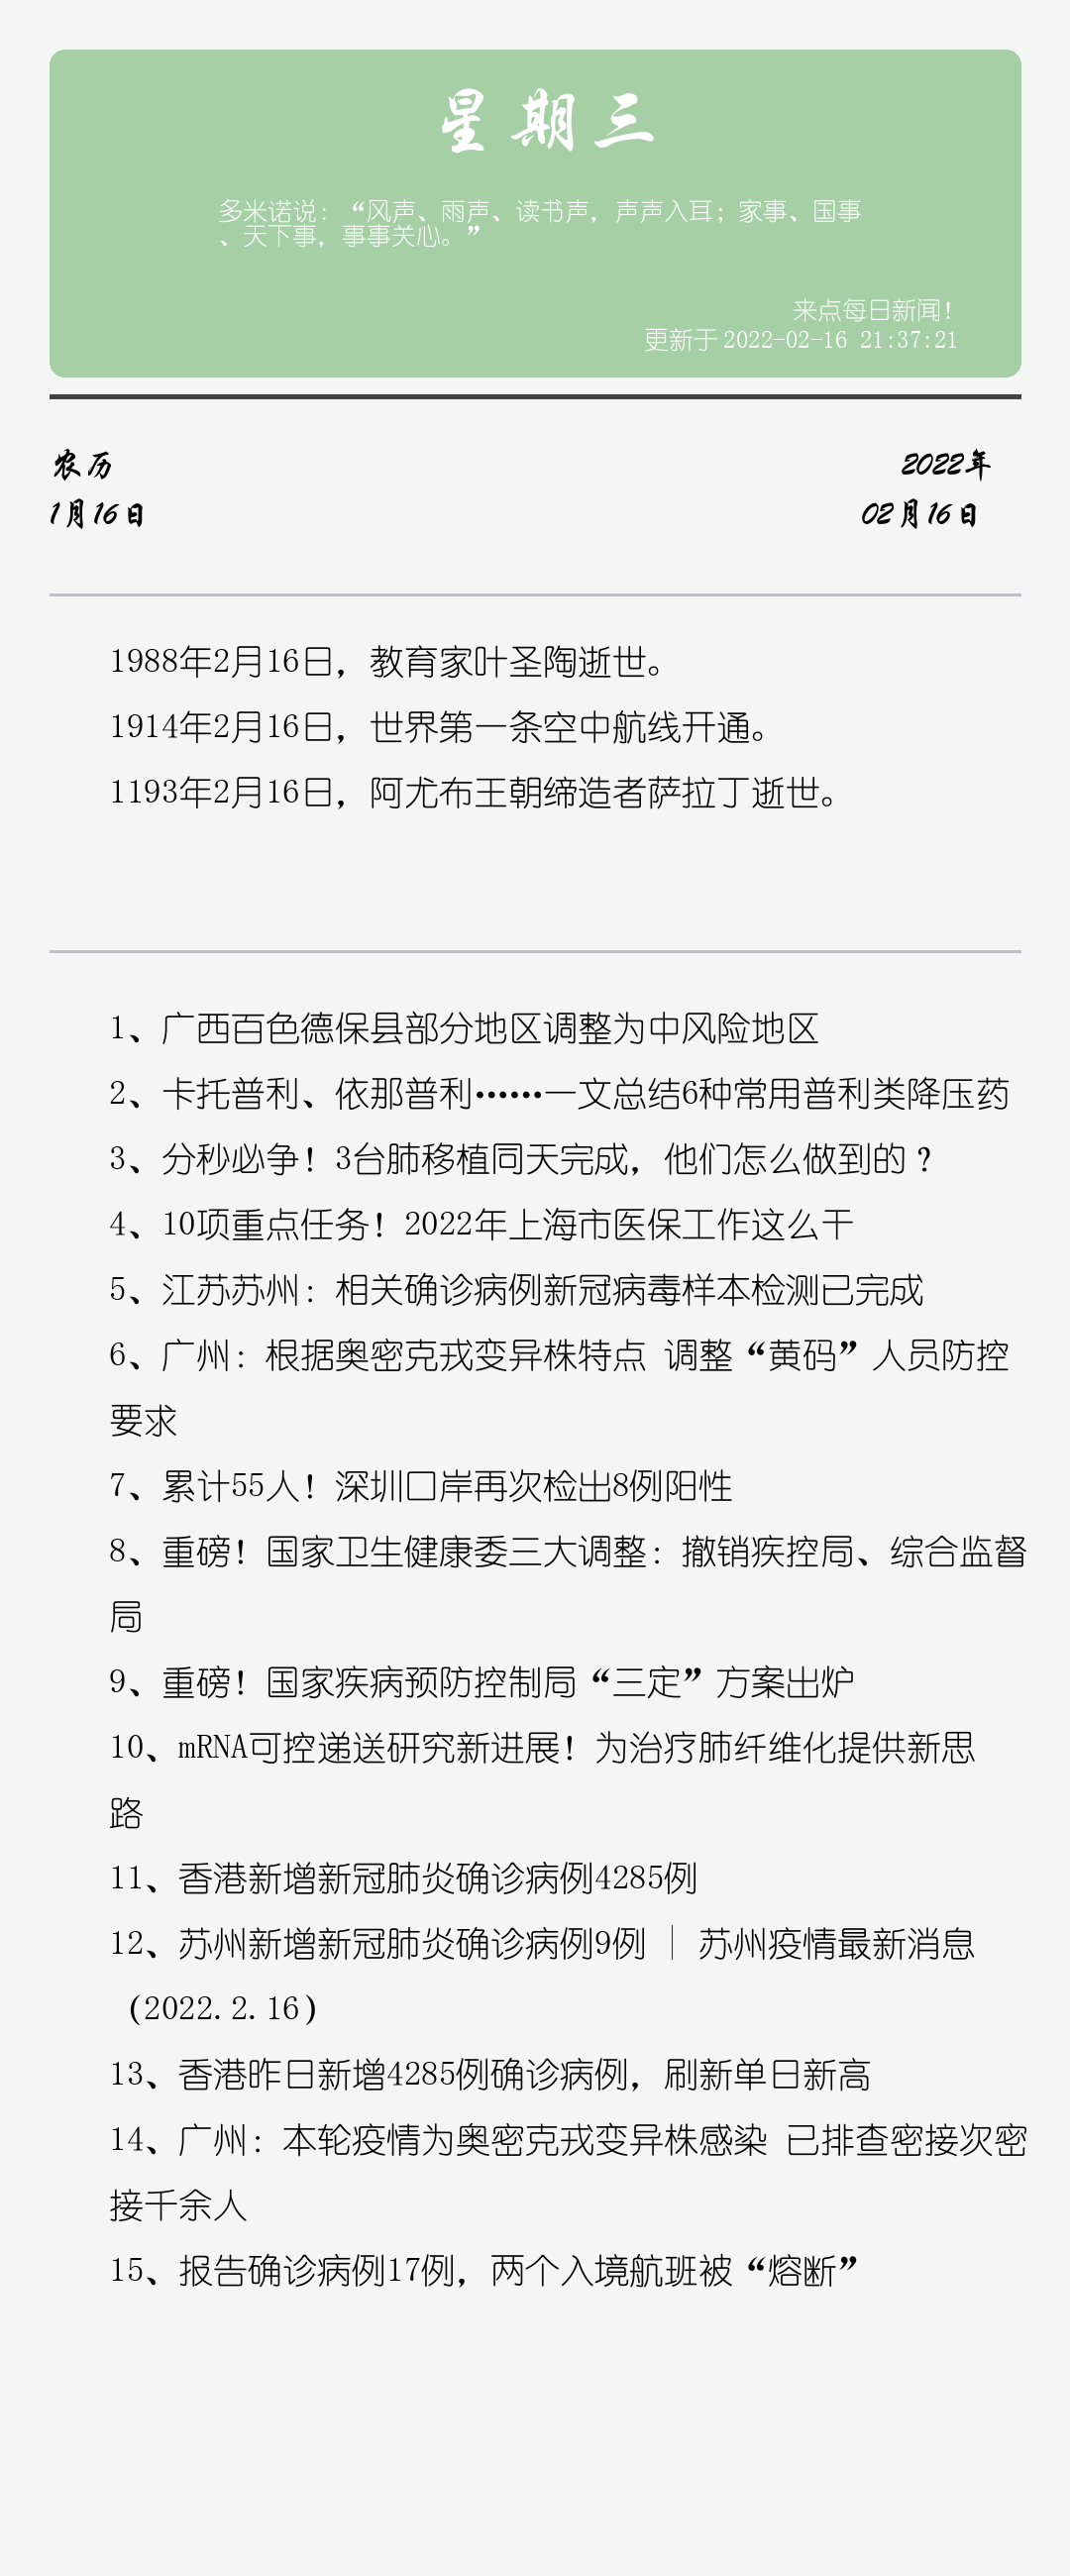 星期三
多米诺说：“风声、雨声、读书声，声声入耳；家事、国事
、天下事，事事关心。”
来点每日新闻！
更新于 2022-02-16 21:37:21
农历
2022年
1月16日
02月16日
1988年2月16日，教育家叶圣陶逝世。
1914年2月16日，世界第一条空中航线开通。
1193年2月16日，阿尤布王朝缔造者萨拉丁逝世。
1、广西百色德保县部分地区调整为中风险地区
2、卡托普利、依那普利……一文总结6种常用普利类降压药
3、分秒必争！3台肺移植同天完成，他们怎么做到的？
4、10项重点任务！2022年上海市医保工作这么干
5、江苏苏州：相关确诊病例新冠病毒样本检测已完成
6、广州：根据奥密克戎变异株特点 调整“黄码”人员防控
要求
7、累计55人！深圳口岸再次检出8例阳性
8、重磅！国家卫生健康委三大调整：撤销疾控局、综合监督
局
9、重磅！国家疾病预防控制局“三定”方案出炉
10、mRNA可控递送研究新进展！为治疗肺纤维化提供新思
路
11、香港新增新冠肺炎确诊病例4285例
12、苏州新增新冠肺炎确诊病例9例 | 苏州疫情最新消息
（2022.2.16）
13、香港昨日新增4285例确诊病例，刷新单日新高
14、广州：本轮疫情为奥密克戎变异株感染 已排查密接次密
接千余人
15、报告确诊病例17例，两个入境航班被“熔断”